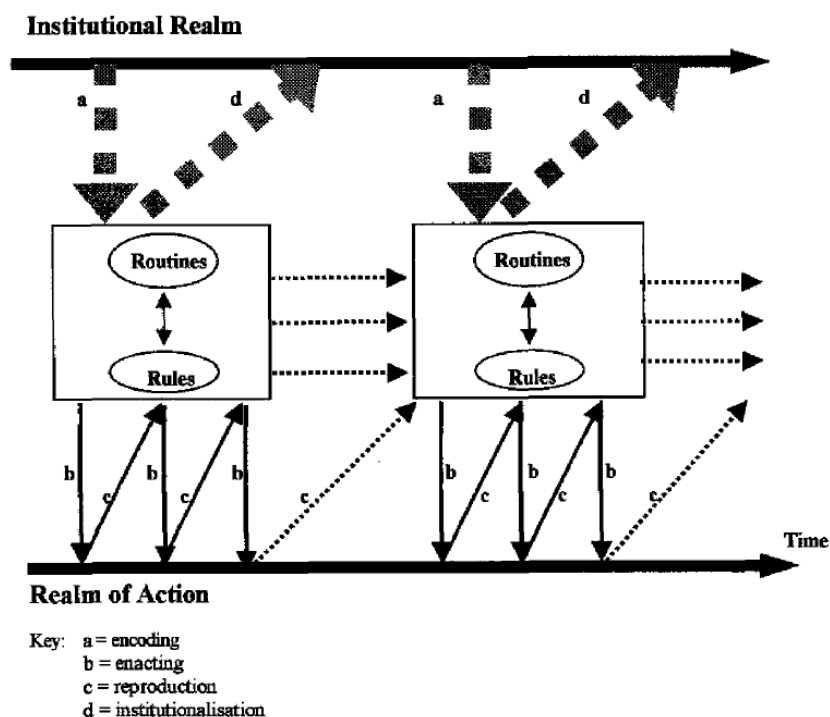 Institutional Realm
a
d
a
d
Routines
Routines
Rules
Rules
b
c
b
c
b
c
b
c
b
c
b
c
Time
Realm of Action
Key: a = encoding
b = enacting
c = reproduction
d = institutionalisation